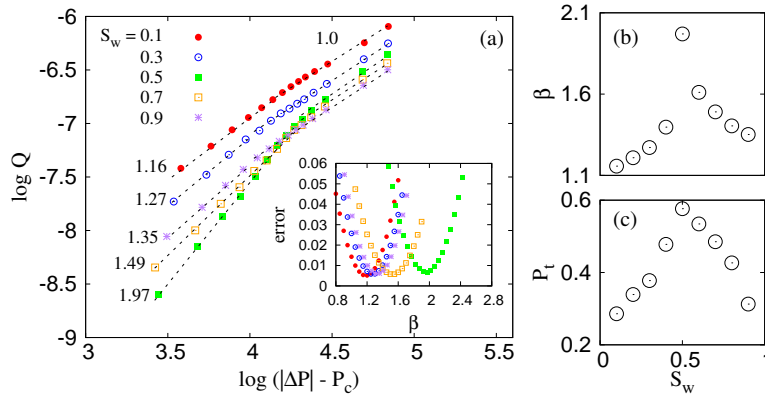 (a)
S_w = 0.1
0.3
0.5
0.7
0.9
1.0
1.16
1.27
1.35
1.49
1.97
log Q
-6
-6.5
-7
-7.5
-8
-8.5
-9
3 3.5 4 4.5 5 5.5
log (|ΔP| - P_c)
error
0.06
0.05
0.04
0.03
0.02
0.01
0
0.8 1.2 1.6 2 2.4 2.8
β
(b)
β
2.1
1.6
1.1
(c)
P_t
0.6
0.4
0.2
0 0.5 1
S_w